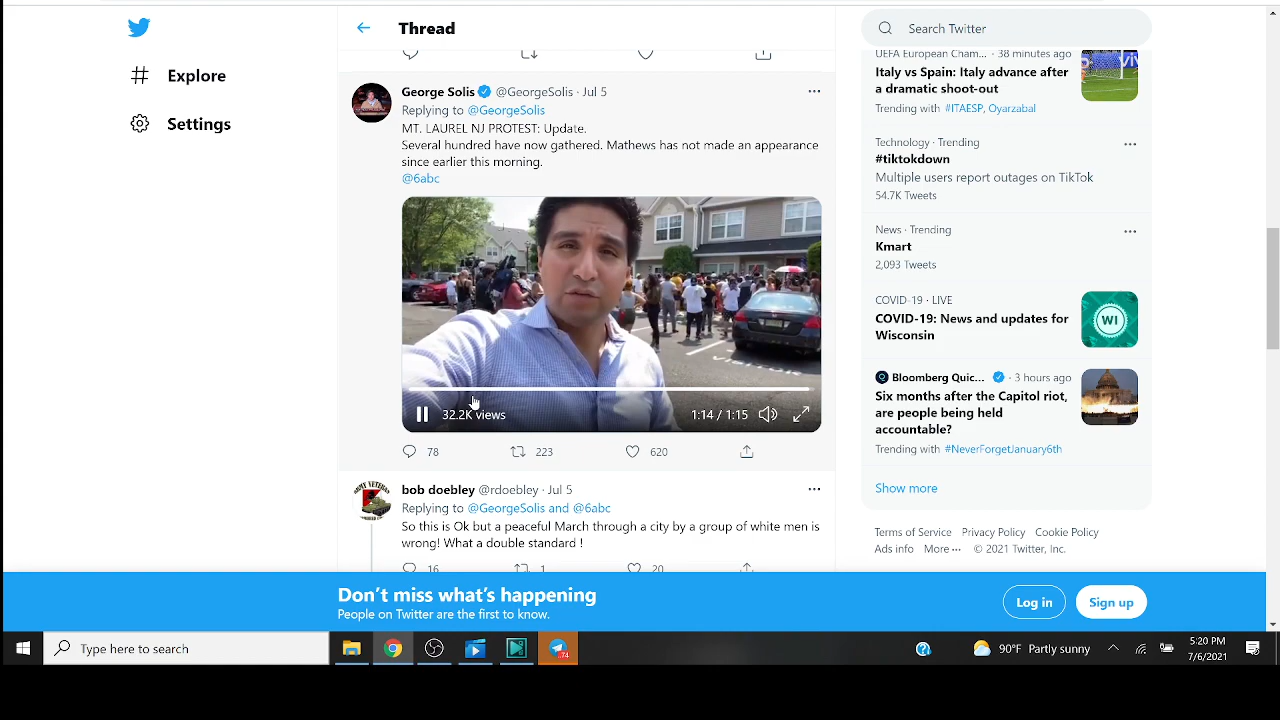 Thread
Explore
Settings
George Solis @GeorgeSolis · Jul 5
Replying to @GeorgeSolis
MT. LAUREL NJ PROTEST: Update.
Several hundred have now gathered. Mathews has not made an appearance
since earlier this morning.
@6abc
32.2K views
1:14 / 1:15
78
223
620
bob doebley @rdoebley · Jul 5
Replying to @GeorgeSolis and @6abc
So this is Ok but a peaceful March through a city by a group of white men is
wrong! What a double standard !
16
1
20
Search Twitter
UEFA European Cham... · 38 minutes ago
Italy vs Spain: Italy advance after
a dramatic shoot-out
Trending with #ITAESP, Oyarzabal
Technology · Trending
#tiktokdown
Multiple users report outages on TikTok
54.7K Tweets
News · Trending
Kmart
2,093 Tweets
COVID-19 · LIVE
COVID-19: News and updates for
Wisconsin
WI
Bloomberg Quic... · 3 hours ago
Six months after the Capitol riot,
are people being held
accountable?
Trending with #NeverForgetJanuary6th
Show more
Terms of Service Privacy Policy Cookie Policy
Ads info More ··· © 2021 Twitter, Inc.
Don't miss what's happening
People on Twitter are the first to know.
Log in
Sign up
Type here to search
74
90°F Partly sunny
5:20 PM
7/6/2021